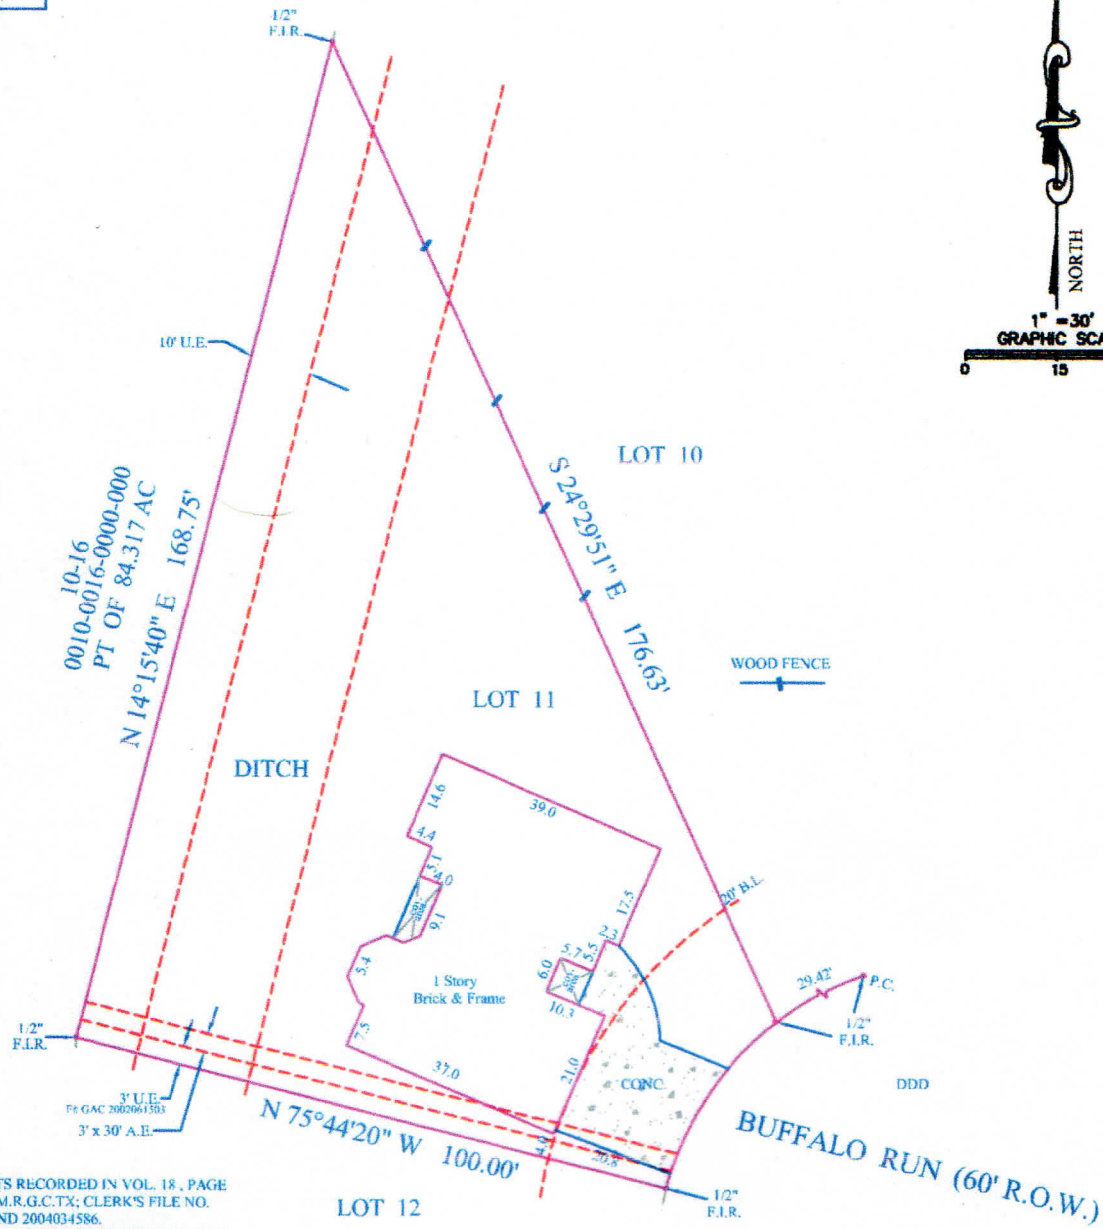 1/2"
F.I.R.
NORTH
1" = 30'
GRAPHIC SCA
0 15
10' U.E.
LOT 10
10-16
0010-0016-0000-000
PT OF 84.317 AC
N 14°15'40" E 168.75'
S 24°29'51" E 176.63'
WOOD FENCE
LOT 11
DITCH
14.6
39.0
4.4
5.1
4.0
COV.
9.1
17.5
20' B.L.
2.3
5.7
5.5
6.0
COV.
5.4
1 Story
Brick & Frame
10.3
29.42'
P.C.
1/2"
F.I.R.
1/2"
F.I.R.
7.5
37.0
21.0
CONC.
DDD
3' U.E.
GAC 2002061503
3' x 30' A.E.
N 75°44'20" W 100.00'
4.0
20.8
BUFFALO RUN (60' R.O.W.)
TS RECORDED IN VOL. 18 , PAGE
M.R.G.C.TX; CLERK'S FILE NO.
ND 2004034586.
LOT 12
1/2"
F.I.R.